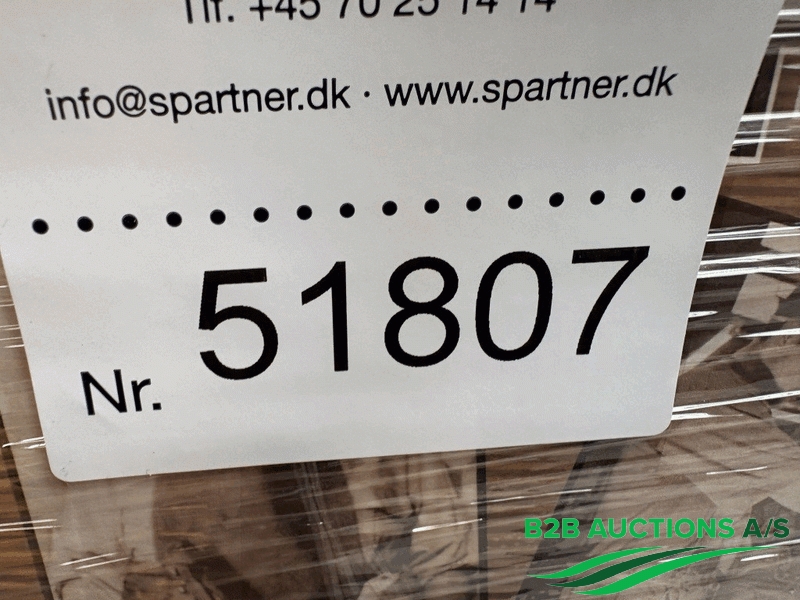 Tlf. +45 70 25 14 14
info@spartner.dk · www.spartner.dk
Nr. 51807
B2B AUCTIONS A/S